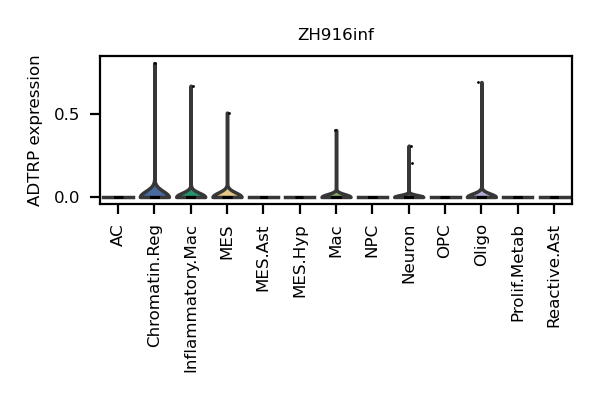 ZH916inf
ADTRP expression
0.5
0.0
AC
Chromatin.Reg
Inflammatory.Mac
MES
MES.Ast
MES.Hyp
Mac
NPC
Neuron
OPC
Oligo
Prolif.Metab
Reactive.Ast